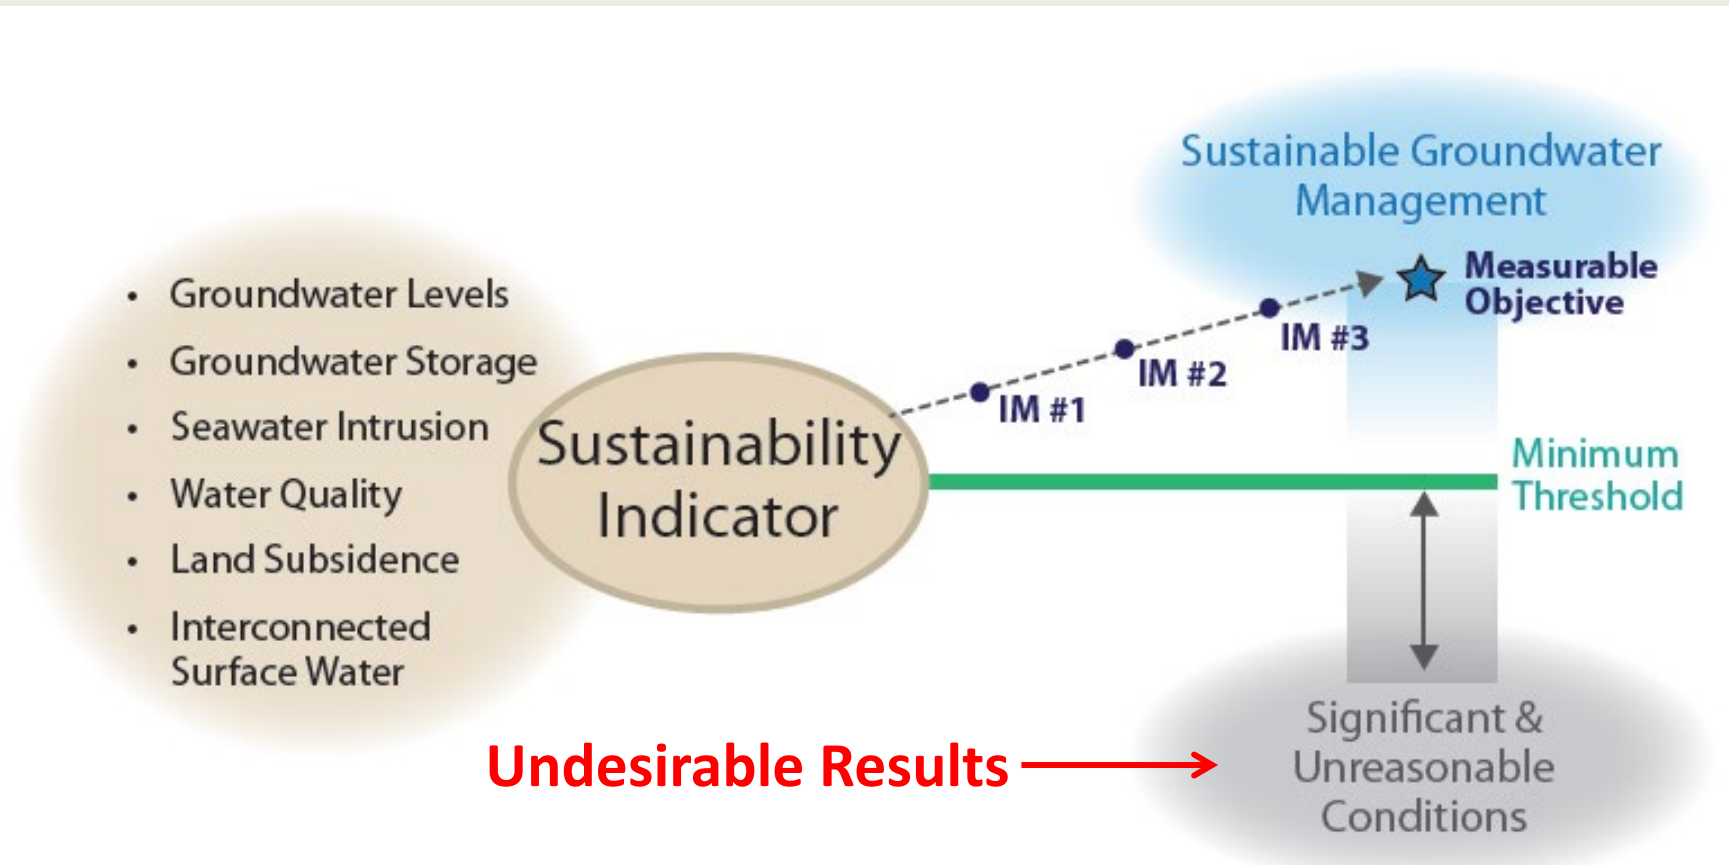 • Groundwater Levels
• Groundwater Storage
• Seawater Intrusion
• Water Quality
• Land Subsidence
• Interconnected
Surface Water
Sustainability
Indicator
IM #1
IM #2
IM #3
Sustainable Groundwater
Management
Measurable
Objective
Minimum
Threshold
Undesirable Results
Significant &
Unreasonable
Conditions